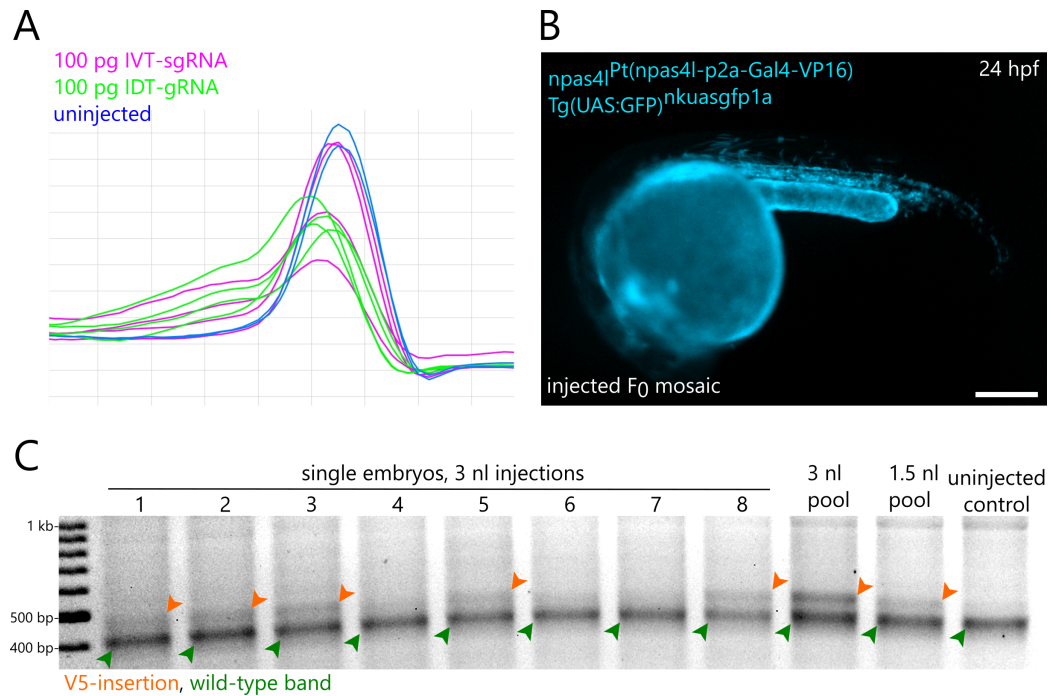 A
100 pg IVT-sgRNA
100 pg IDT-gRNA
uninjected
B
npas4lPt(npas4l-p2a-Gal4-VP16)
Tg(UAS:GFP)nkuasgfp1a
24 hpf
injected F0 mosaic
C
single embryos, 3 nl injections
1 2 3 4 5 6 7 8
3 nl
pool
1.5 nl
pool
uninjected
control
1 kb-
500 bp-
400 bp-
V5-insertion, wild-type band